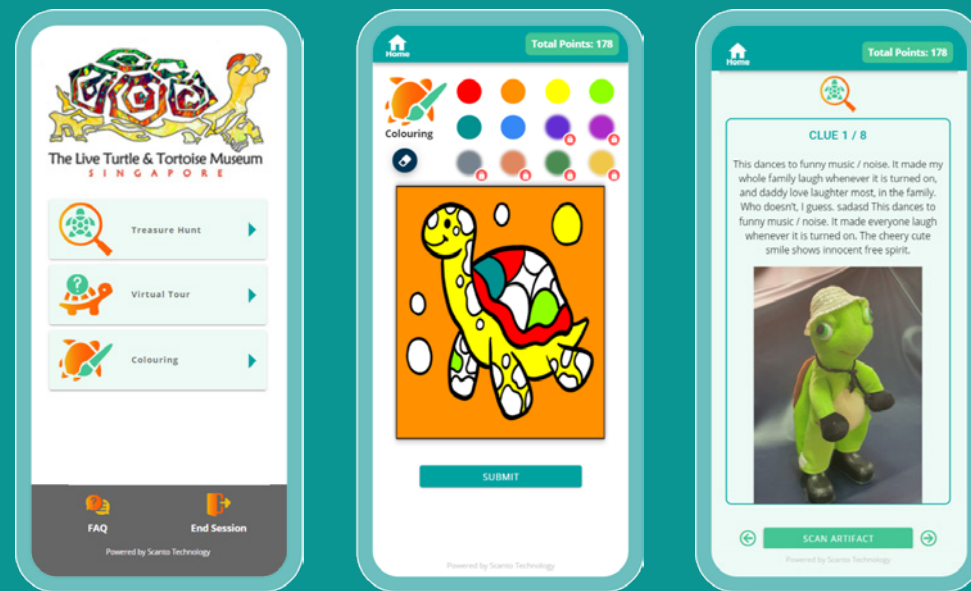 The Live Turtle & Tortoise Museum
SINGAPORE
Treasure Hunt
Virtual Tour
Colouring
FAQ
End Session
Powered by Scanto Technology
Home
Total Points: 178
Colouring
SUBMIT
Powered by Scanto Technology
Home
Total Points: 178
CLUE 1 / 8
This dances to funny music / noise. It made my
whole family laugh whenever it is turned on,
and daddy love laughter most, in the family.
Who doesn't, I guess. sadasd This dances to
funny music / noise. It made everyone laugh
whenever it is turned on. The cheery cute
smile shows innocent free spirit.
SCAN ARTIFACT
Powered by Scanto Technology